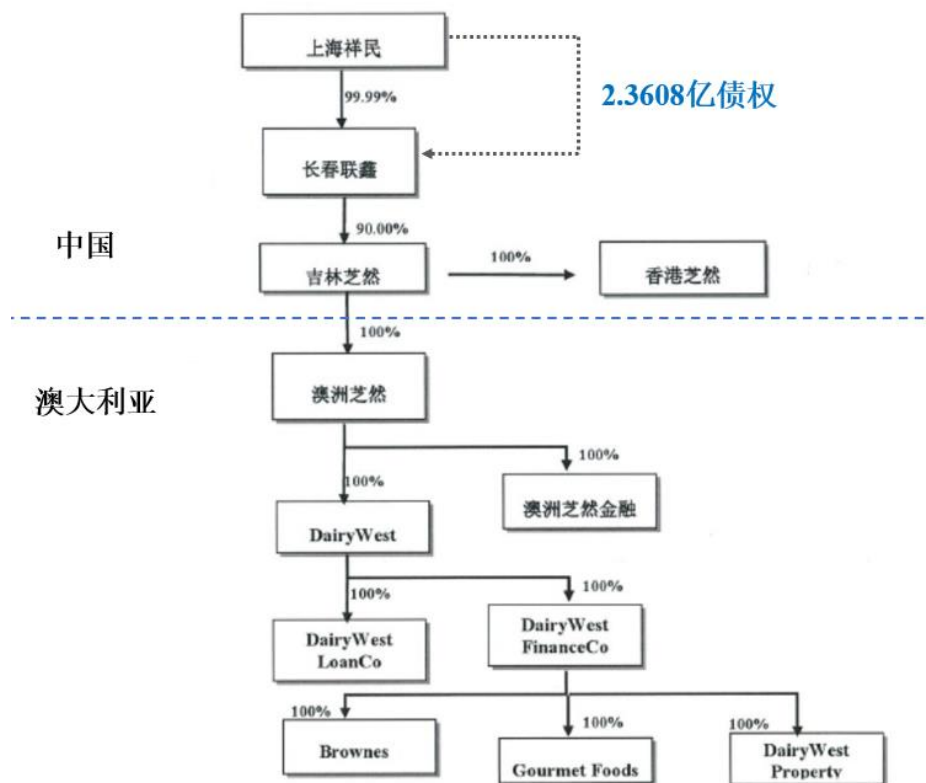 上海祥民
99.99%
2.3608亿债权
长春联鑫
90.00%
中国
100%
吉林芝然
香港芝然
100%
澳大利亚
澳洲芝然
100%
100%
澳洲芝然金融
DairyWest
100%
100%
DairyWest
LoanCo
DairyWest
FinanceCo
100%
100%
100%
Brownes
Gourmet Foods
DairyWest
Property